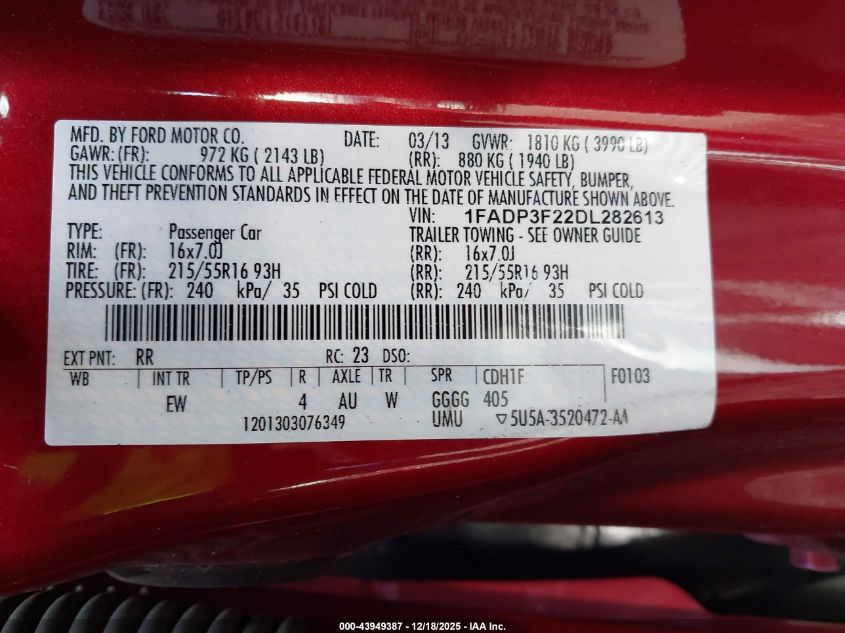 MFD. BY FORD MOTOR CO. DATE: 03/13 GVWR: 1810 KG ( 3990 LB)
GAWR: (FR): 972 KG ( 2143 LB) (RR): 880 KG ( 1940 LB)
THIS VEHICLE CONFORMS TO ALL APPLICABLE FEDERAL MOTOR VEHICLE SAFETY, BUMPER,
AND THEFT PREVENTION STANDARDS IN EFFECT ON THE DATE OF MANUFACTURE SHOWN ABOVE.
VIN: 1FADP3F22DL282613
TYPE: Passenger Car TRAILER TOWING - SEE OWNER GUIDE
RIM: (FR): 16x7.0J (RR): 16x7.0J
TIRE: (FR): 215/55R16 93H (RR): 215/55R16 93H
PRESSURE: (FR): 240 kPa/ 35 PSI COLD (RR): 240 kPa/ 35 PSI COLD
EXT PNT: RR RC: 23 DSO:
WB INT TR TP/PS R AXLE TR SPR CDH1F F0103
EW 4 AU W GGGG 405
1201303076349 UMU ▽5U5A-3520472-AA
000-43949387 - 12/18/2025 - IAA Inc.